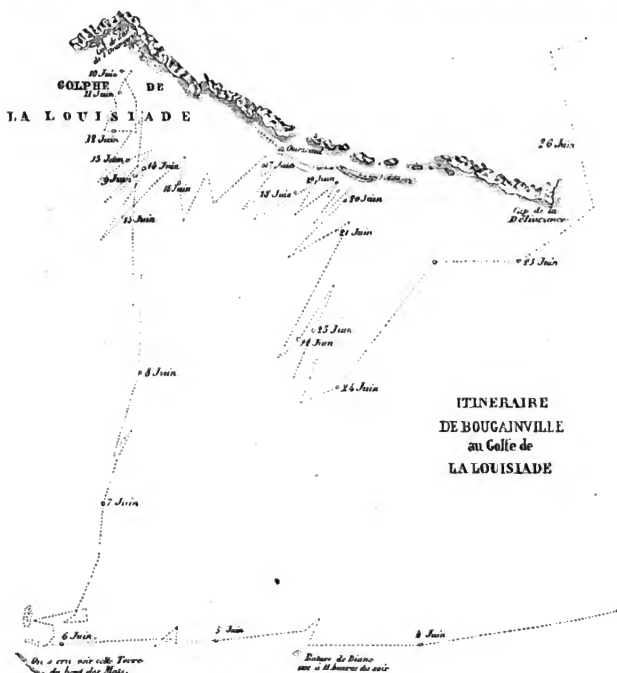 10 Juin
GOLPHE DE
11 Juin
LA LOUISIADE
12 Juin
13 Juin
14 Juin
9 Juin
16 Juin
15 Juin
17 Juin
18 Juin
19 Juin
20 Juin
21 Juin
26 Juin
Cap de la
Délivrance
25 Juin
23 Juin
22 Juin
8 Juin
24 Juin
ITINERAIRE
DE BOUGAINVILLE
au Golfe de
LA LOUISIADE
7 Juin
6 Juin
5 Juin
4 Juin
On a cru voir cette Terre
du haut des Mats.
Bature de Diane
vue à 11 heures du soir